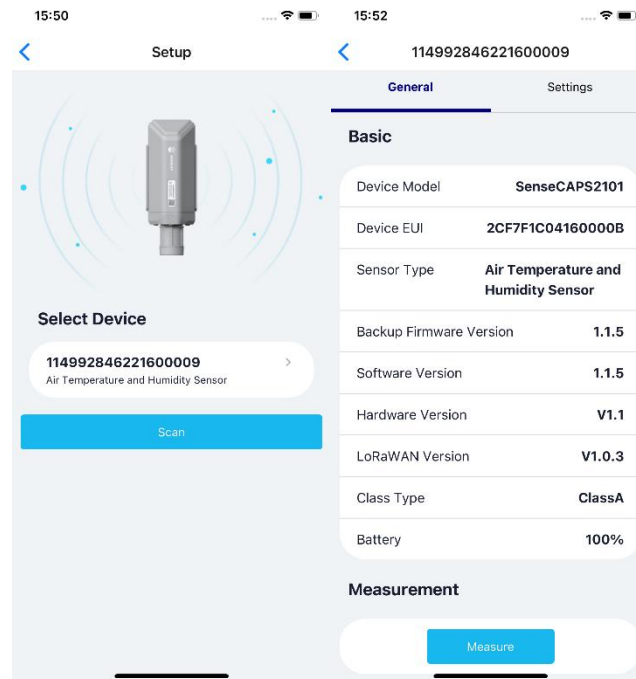 15:50
Setup
Select Device
114992846221600009
Air Temperature and Humidity Sensor
Scan
15:52
114992846221600009
General Settings
Basic
Device Model SenseCAPS2101
Device EUI 2CF7F1C04160000B
Sensor Type Air Temperature and
Humidity Sensor
Backup Firmware Version 1.1.5
Software Version 1.1.5
Hardware Version V1.1
LoRaWAN Version V1.0.3
Class Type ClassA
Battery 100%
Measurement
Measure